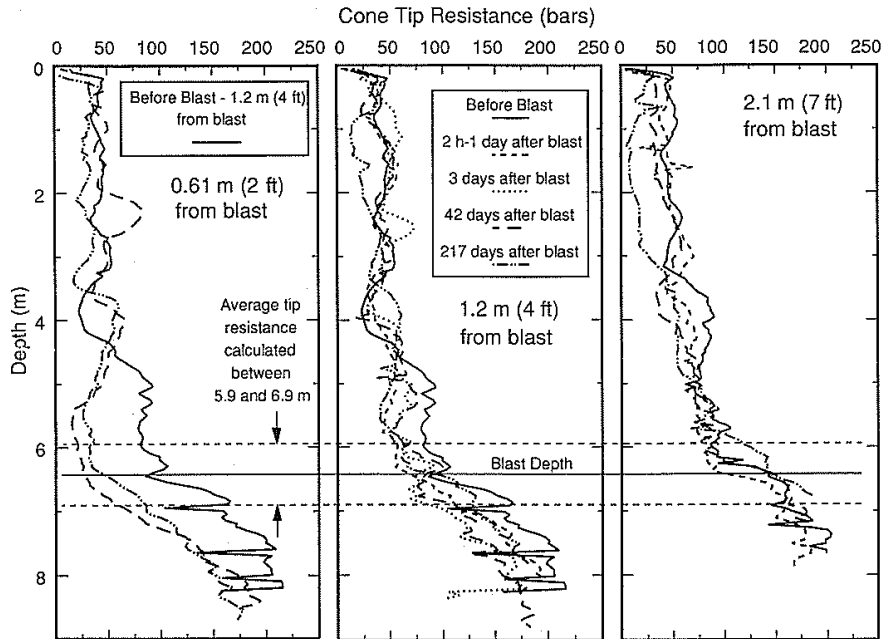 Cone Tip Resistance (bars)
0 50 100 150 200 250
0 50 100 150 200 250
0 50 100 150 200 250
Depth (m)
0
2
4
6
8
Before Blast - 1.2 m (4 ft)
from blast
0.61 m (2 ft)
from blast
Average tip
resistance
calculated
between
5.9 and 6.9 m
Before Blast
2 h-1 day after blast
3 days after blast
42 days after blast
217 days after blast
1.2 m (4 ft)
from blast
Blast Depth
2.1 m (7 ft)
from blast